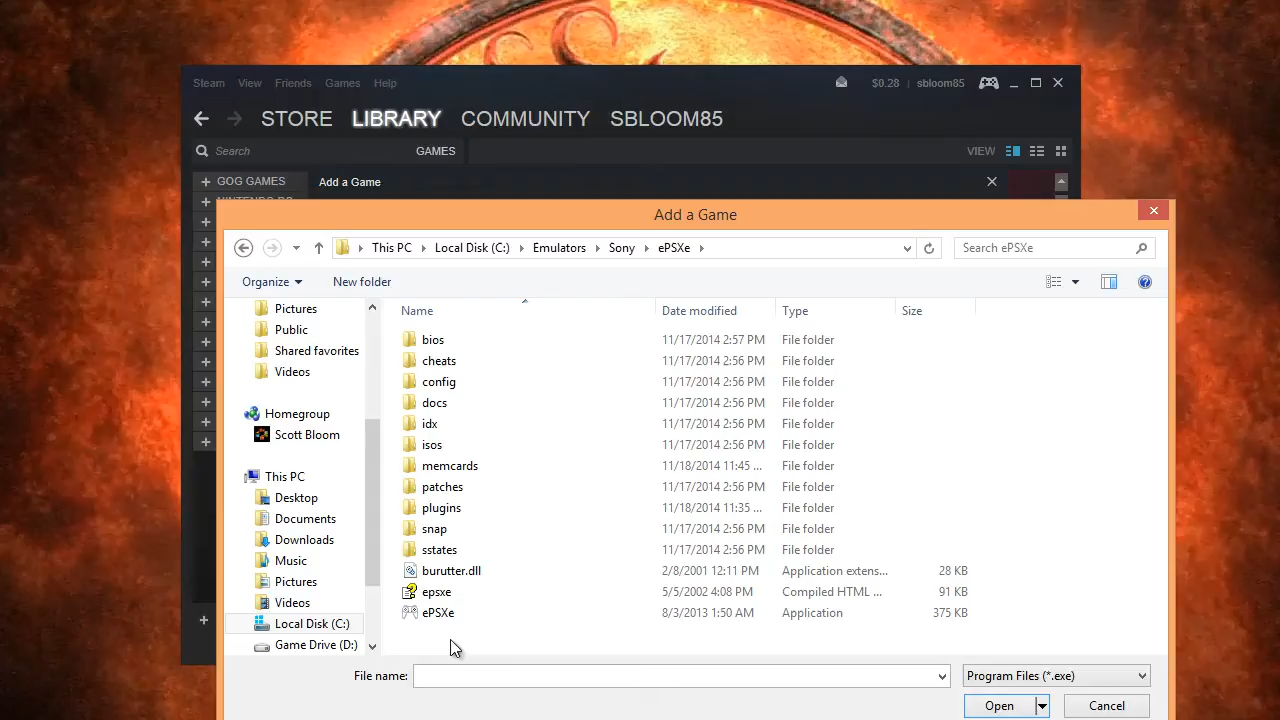 Steam View Friends Games Help $0.28 sbloom85
STORE LIBRARY COMMUNITY SBLOOM85
Search GAMES VIEW
GOG GAMES Add a Game
Add a Game
This PC Local Disk (C:) Emulators Sony ePSXe Search ePSXe
Organize New folder
Name Date modified Type Size
Pictures
Public
Shared favorites
Videos
Homegroup
Scott Bloom
This PC
Desktop
Documents
Downloads
Music
Pictures
Videos
Local Disk (C:)
Game Drive (D:)
bios 11/17/2014 2:57 PM File folder
cheats 11/17/2014 2:56 PM File folder
config 11/17/2014 2:56 PM File folder
docs 11/17/2014 2:56 PM File folder
idx 11/17/2014 2:56 PM File folder
isos 11/17/2014 2:56 PM File folder
memcards 11/18/2014 11:45 ... File folder
patches 11/17/2014 2:56 PM File folder
plugins 11/18/2014 11:35 ... File folder
snap 11/17/2014 2:56 PM File folder
sstates 11/17/2014 2:56 PM File folder
burutter.dll 2/8/2001 12:11 PM Application extens... 28 KB
epsxe 5/5/2002 4:08 PM Compiled HTML ... 91 KB
ePSXe 8/3/2013 1:50 AM Application 375 KB
File name: Program Files (*.exe)
Open Cancel